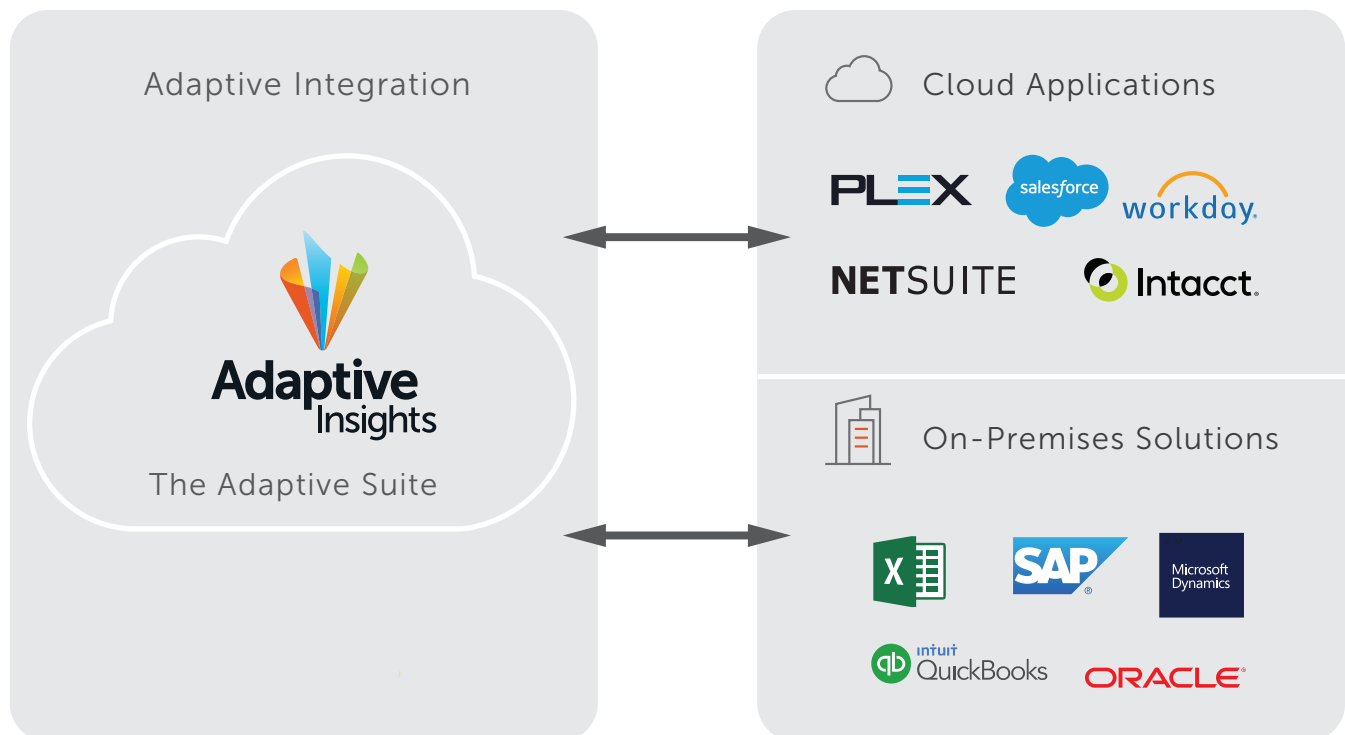 Adaptive Integration
Adaptive
Insights
The Adaptive Suite
Cloud Applications
PLEX
salesforce
workday.
NETSUITE
Intacct.
On-Premises Solutions
X
SAP®
Microsoft
Dynamics
qb
intuit
QuickBooks
ORACLE®